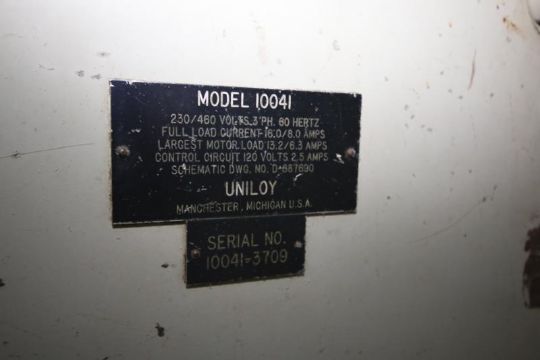 MODEL 10041
230/460 VOLTS 3 PH. 60 HERTZ
FULL LOAD CURRENT 16.0/8.0 AMPS
LARGEST MOTOR LOAD 13.2/6.3 AMPS
CONTROL CIRCUIT 120 VOLTS 2.5 AMPS
SCHEMATIC DWG. NO.
UNILOY
MANCHESTER, MICHIGAN U.S.A.
SERIAL NO.
10041-3709